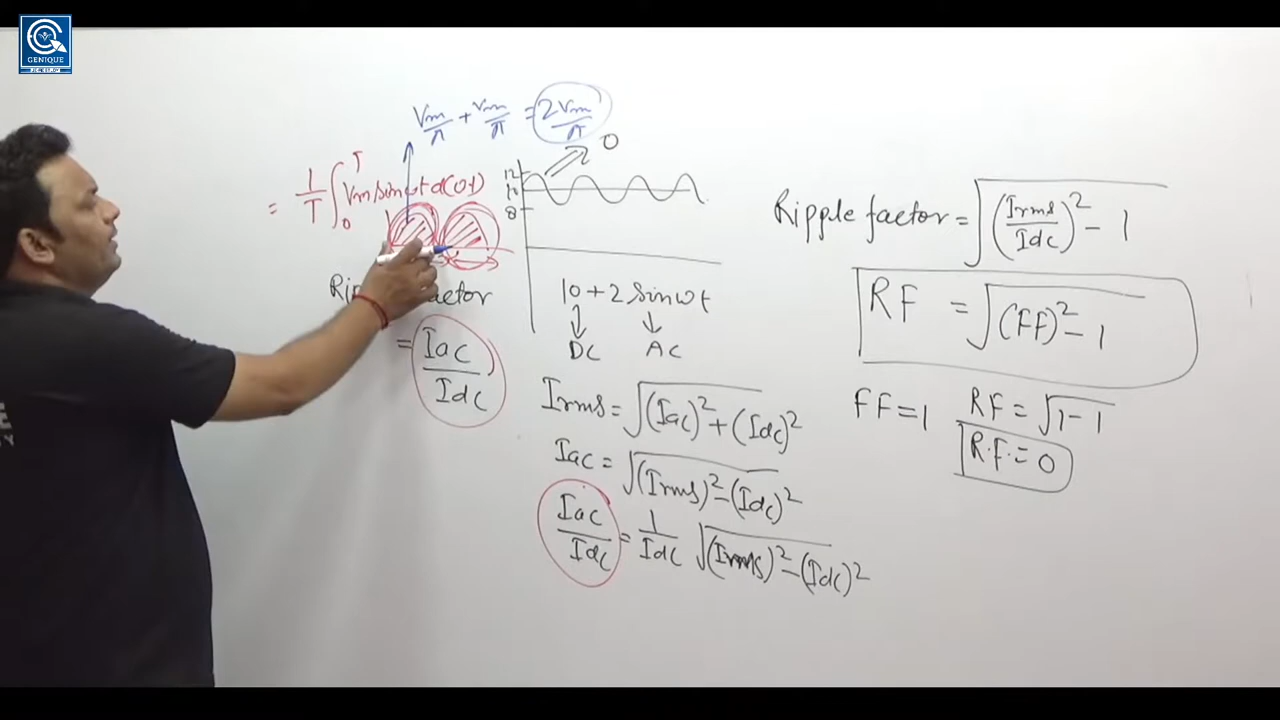 GENIQUE
Vm/π + Vm/π = 2Vm/π
0
= 1/T ∫₀ᵀ Vm sinωt d(ωt)
12
10
8
Ripple factor = √((Irms/Idc)² - 1)
Rip factor
= Iac/Idc
10 + 2 sinωt
DC AC
RF = √((FF)² - 1)
Irms = √((Iac)² + (Idc)²)
FF = 1 RF = √(1 - 1)
R.F. = 0
Iac = √((Irms)² - (Idc)²)
Iac/Idc = 1/Idc √((Irms)² - (Idc)²)